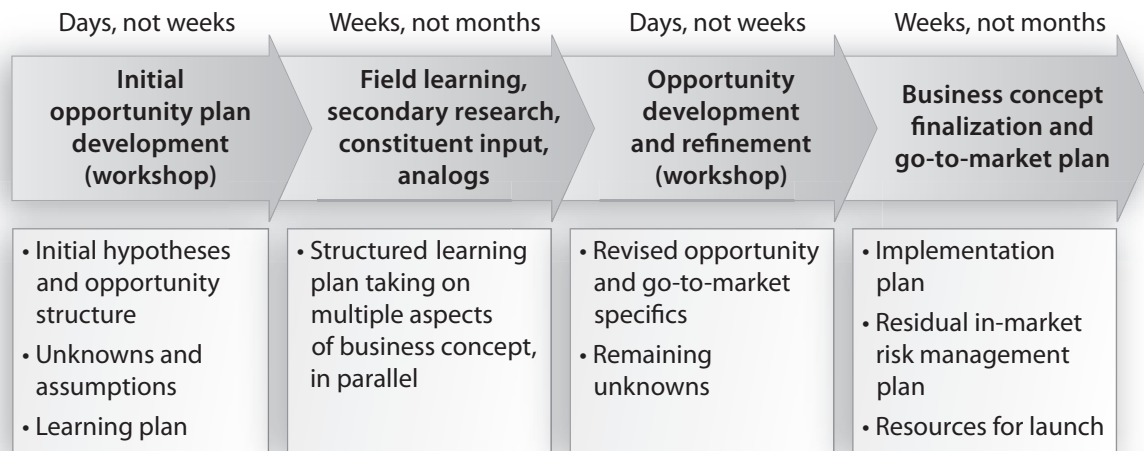 Days, not weeks
Initial
opportunity plan
development
(workshop)
• Initial hypotheses
and opportunity
structure
• Unknowns and
assumptions
• Learning plan
Weeks, not months
Field learning,
secondary research,
constituent input,
analogs
• Structured learning
plan taking on
multiple aspects
of business concept,
in parallel
Days, not weeks
Opportunity
development
and refinement
(workshop)
• Revised opportunity
and go-to-market
specifics
• Remaining
unknowns
Weeks, not months
Business concept
finalization and
go-to-market plan
• Implementation
plan
• Residual in-market
risk management
plan
• Resources for launch